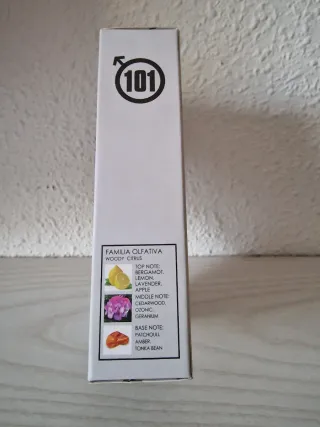 101
FAMILIA OLFATIVA
WOODY CITRUS
TOP NOTE:
BERGAMOT,
LEMON,
LAVENDER,
APPLE
MIDDLE NOTE:
CEDARWOOD,
OZONIC,
GERANIUM
BASE NOTE:
PATCHOULI,
AMBER,
TONKA BEAN